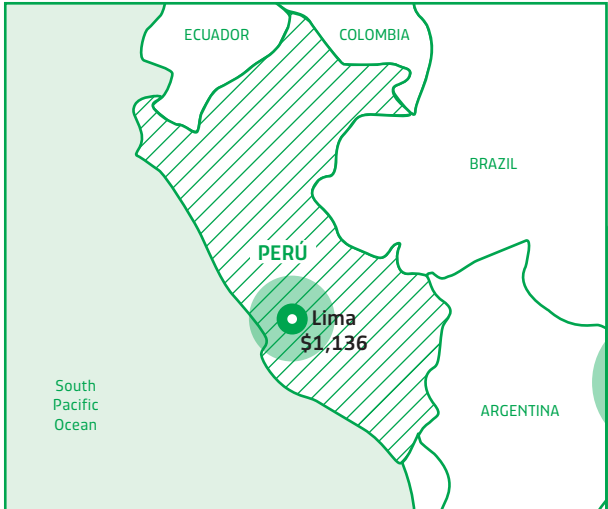 ECUADOR
COLOMBIA
BRAZIL
PERÚ
Lima
$1,136
South
Pacific
Ocean
ARGENTINA